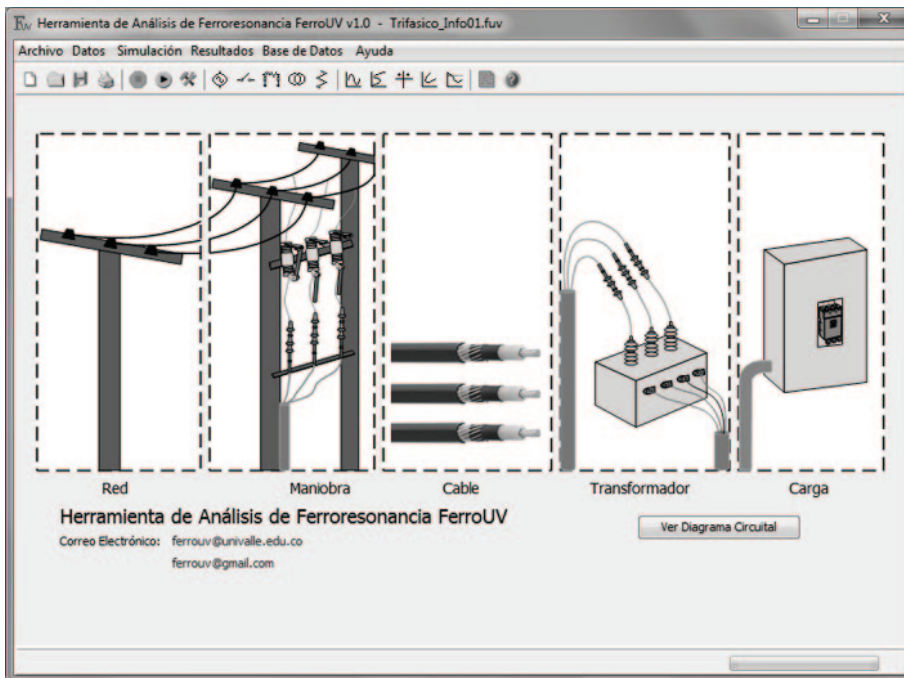 Herramienta de Análisis de Ferroresonancia FerroUV v1.0 - Trifasico_Info01.fuv
Archivo Datos Simulación Resultados Base de Datos Ayuda
Red Maniobra Cable Transformador Carga
Herramienta de Análisis de Ferroresonancia FerroUV
Ver Diagrama Circuital
Correo Electrónico: ferrouv@univalle.edu.co
ferrouv@gmail.com